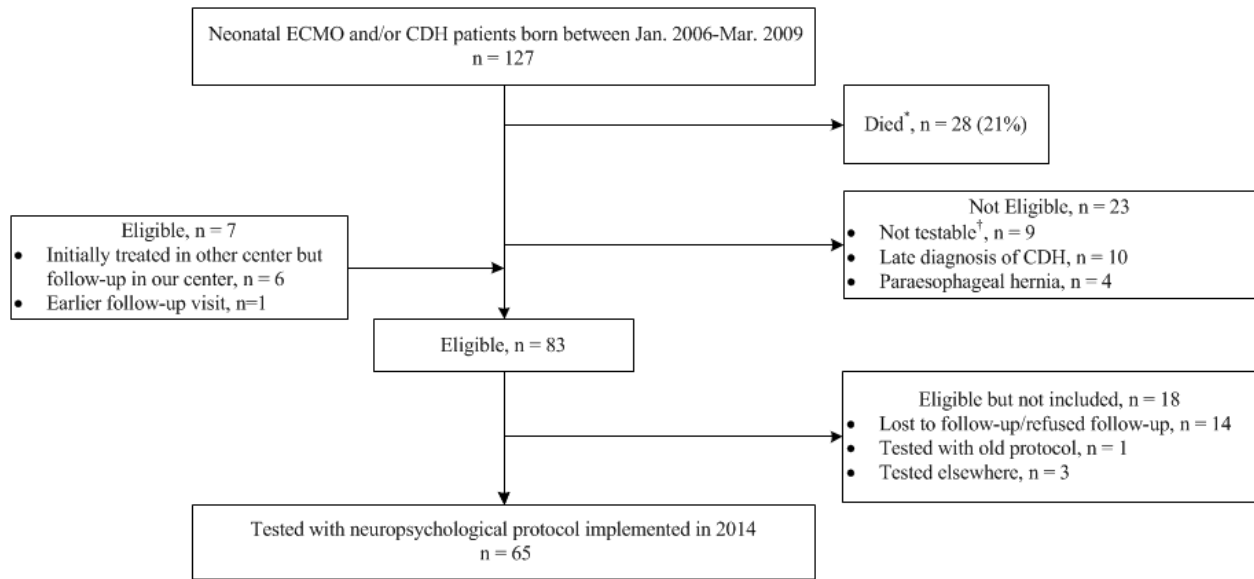 Neonatal ECMO and/or CDH patients born between Jan. 2006-Mar. 2009
n = 127
Died*, n = 28 (21%)
Not Eligible, n = 23
• Not testable†, n = 9
• Late diagnosis of CDH, n = 10
• Paraesophageal hernia, n = 4
Eligible, n = 7
• Initially treated in other center but
follow-up in our center, n = 6
• Earlier follow-up visit, n=1
Eligible, n = 83
Eligible but not included, n = 18
• Lost to follow-up/refused follow-up, n = 14
• Tested with old protocol, n = 1
• Tested elsewhere, n = 3
Tested with neuropsychological protocol implemented in 2014
n = 65